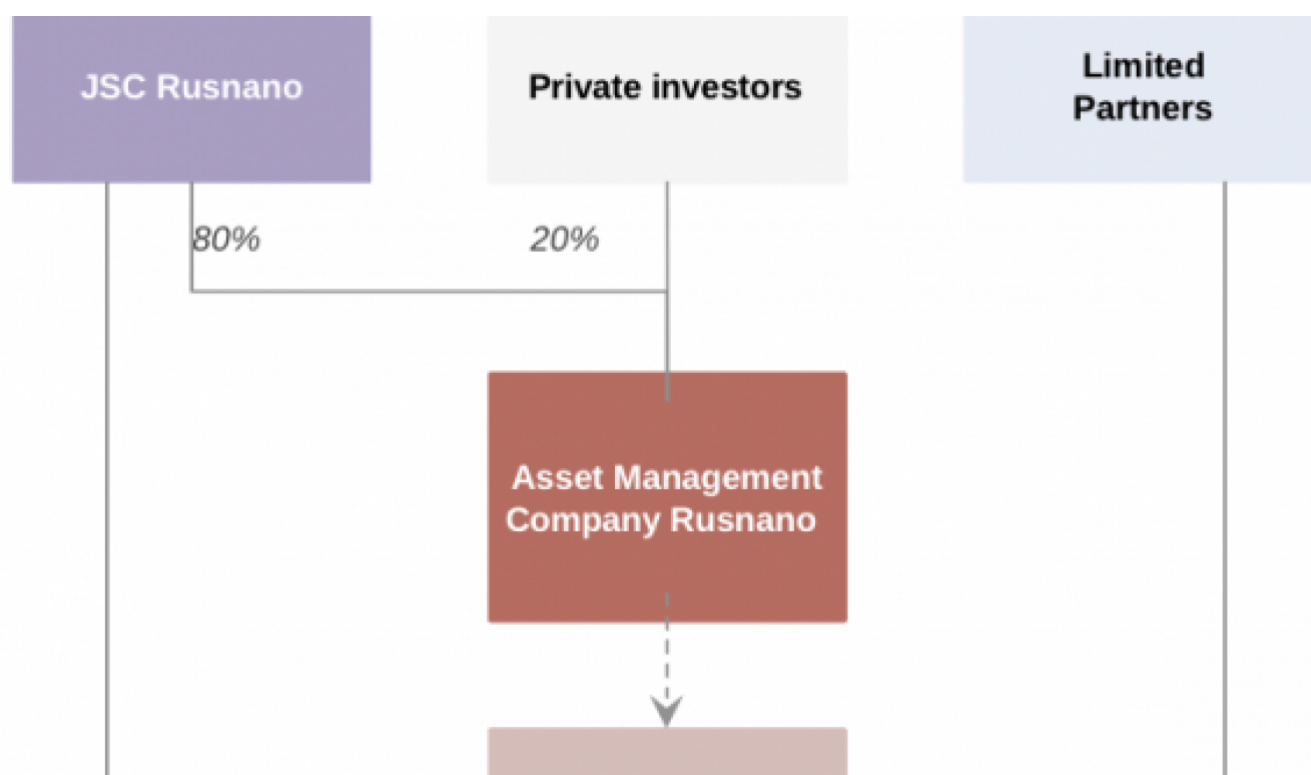 JSC Rusnano
Private investors
Limited
Partners
80%
20%
Asset Management
Company Rusnano